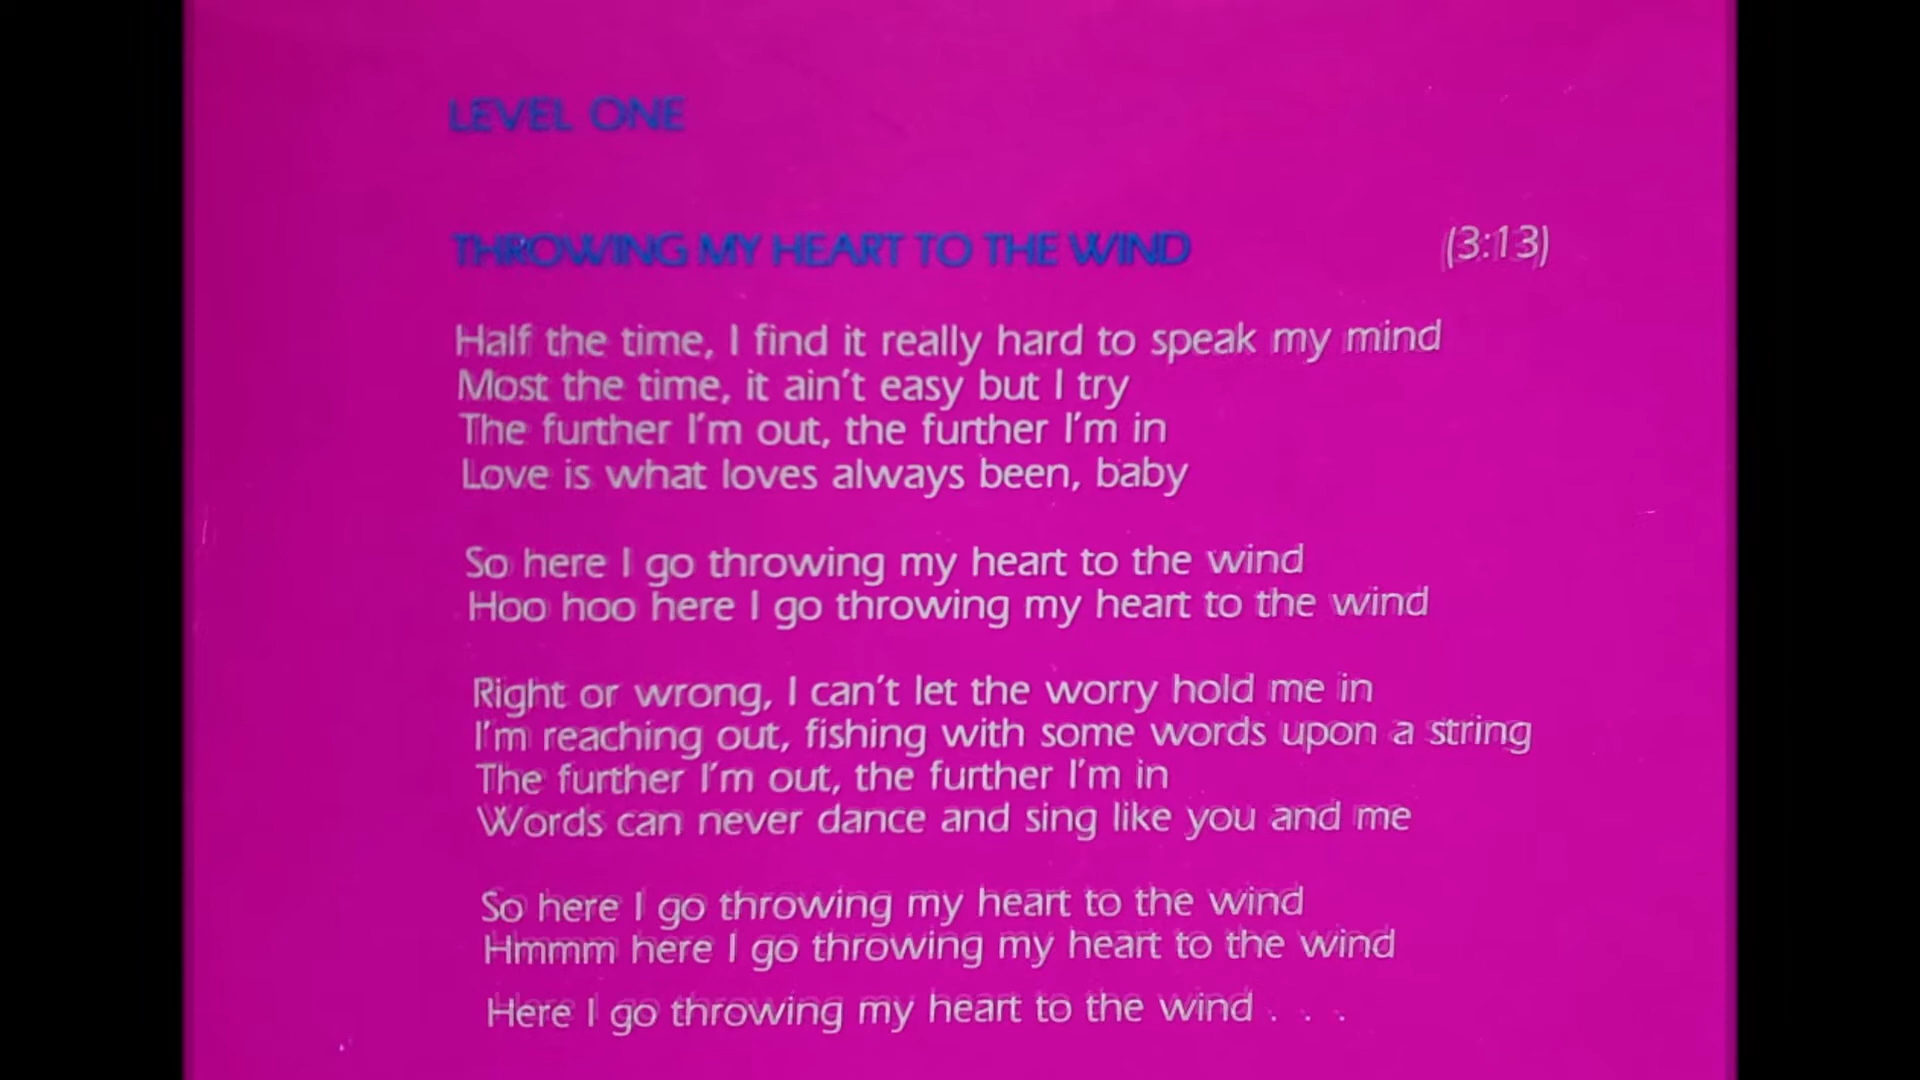 LEVEL ONE
THROWING MY HEART TO THE WIND (3:13)
Half the time, I find it really hard to speak my mind
Most the time, it ain't easy but I try
The further I'm out, the further I'm in
Love is what loves always been, baby
So here I go throwing my heart to the wind
Hoo hoo here I go throwing my heart to the wind
Right or wrong, I can't let the worry hold me in
I'm reaching out, fishing with some words upon a string
The further I'm out, the further I'm in
Words can never dance and sing like you and me
So here I go throwing my heart to the wind
Hmmm here I go throwing my heart to the wind
Here I go throwing my heart to the wind . . .